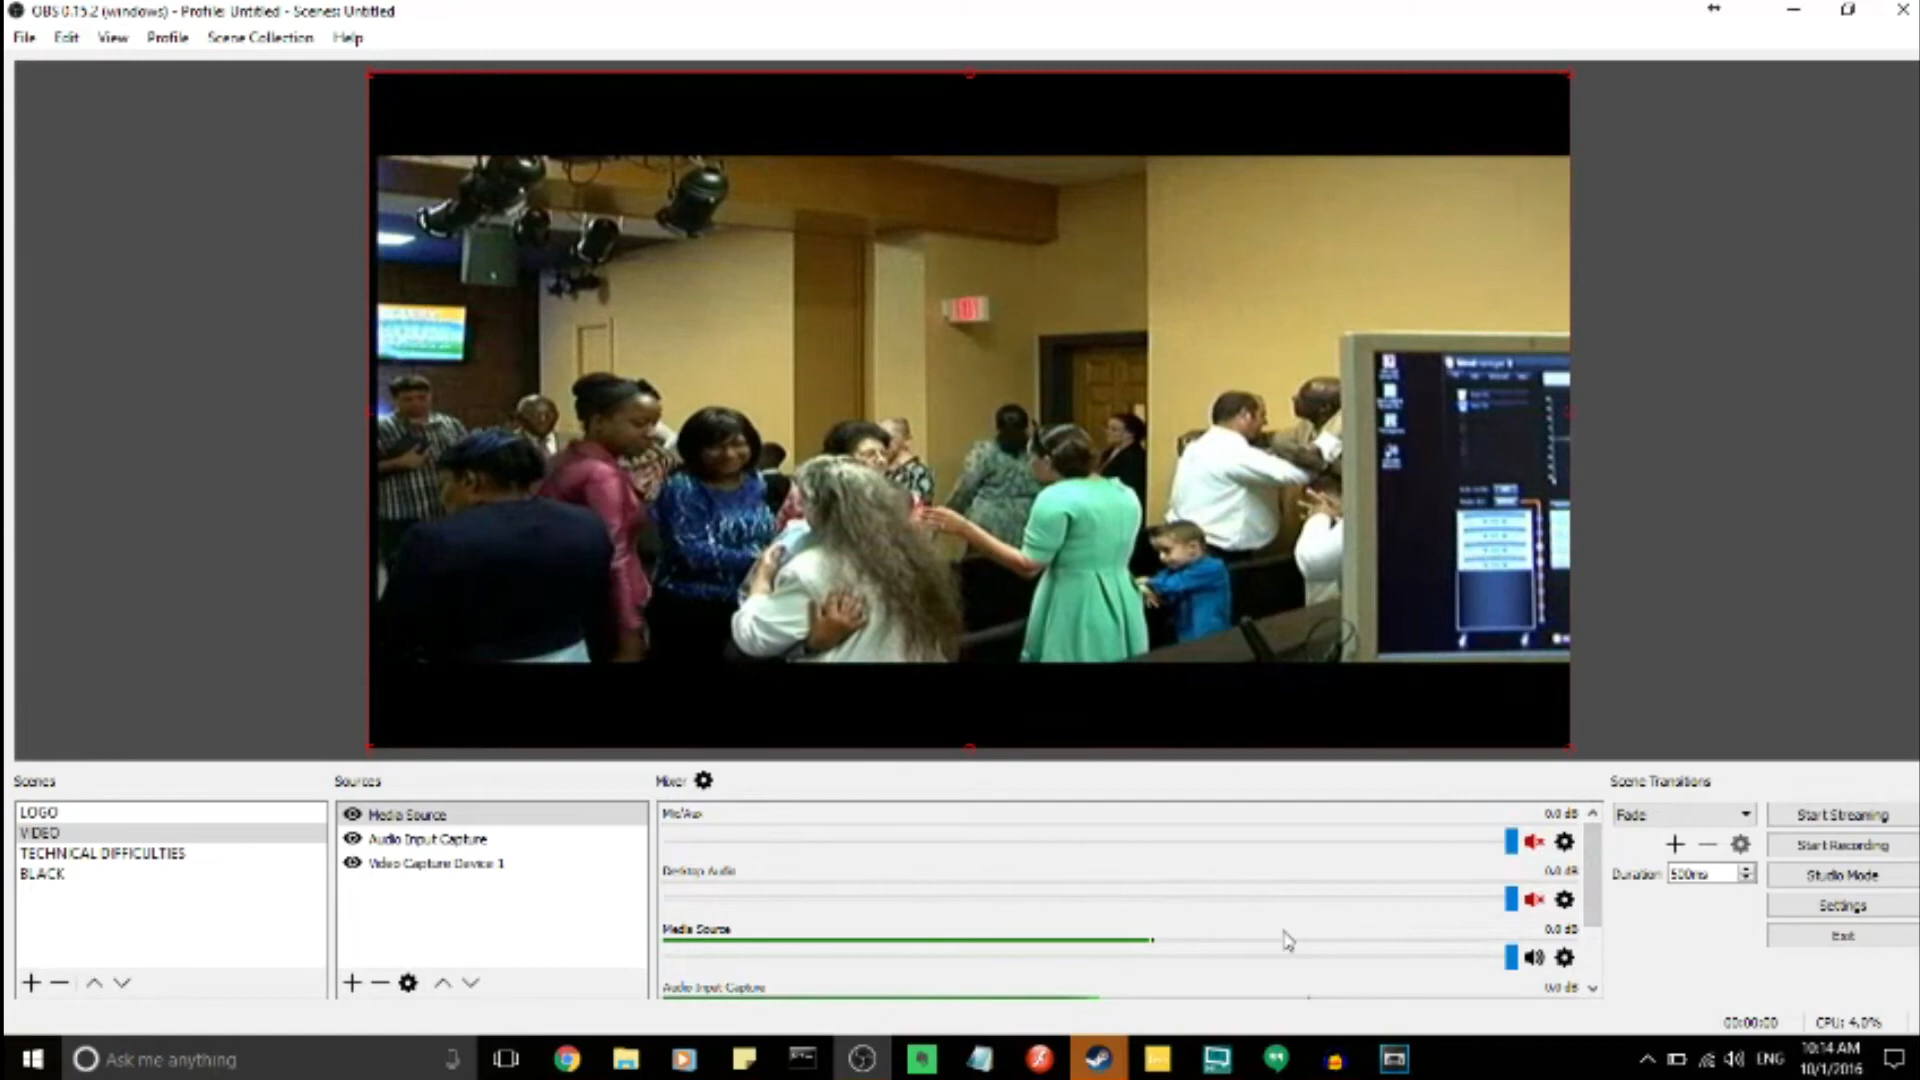 OBS 0.15.2 (windows) - Profile: Untitled - Scenes: Untitled
File Edit View Profile Scene Collection Help
EXIT
Scenes
LOGO
VIDEO
TECHNICAL DIFFICULTIES
BLACK
Sources
Media Source
Audio Input Capture
Video Capture Device 1
Mixer
Mic/Aux 0.0 dB
Desktop Audio 0.0 dB
Media Source 0.0 dB
Audio Input Capture 0.0 dB
Scene Transitions
Fade
Duration 500ms
Start Streaming
Start Recording
Studio Mode
Settings
Exit
00:00:00 CPU: 4.0%
Ask me anything
ENG
10:14 AM
10/1/2016